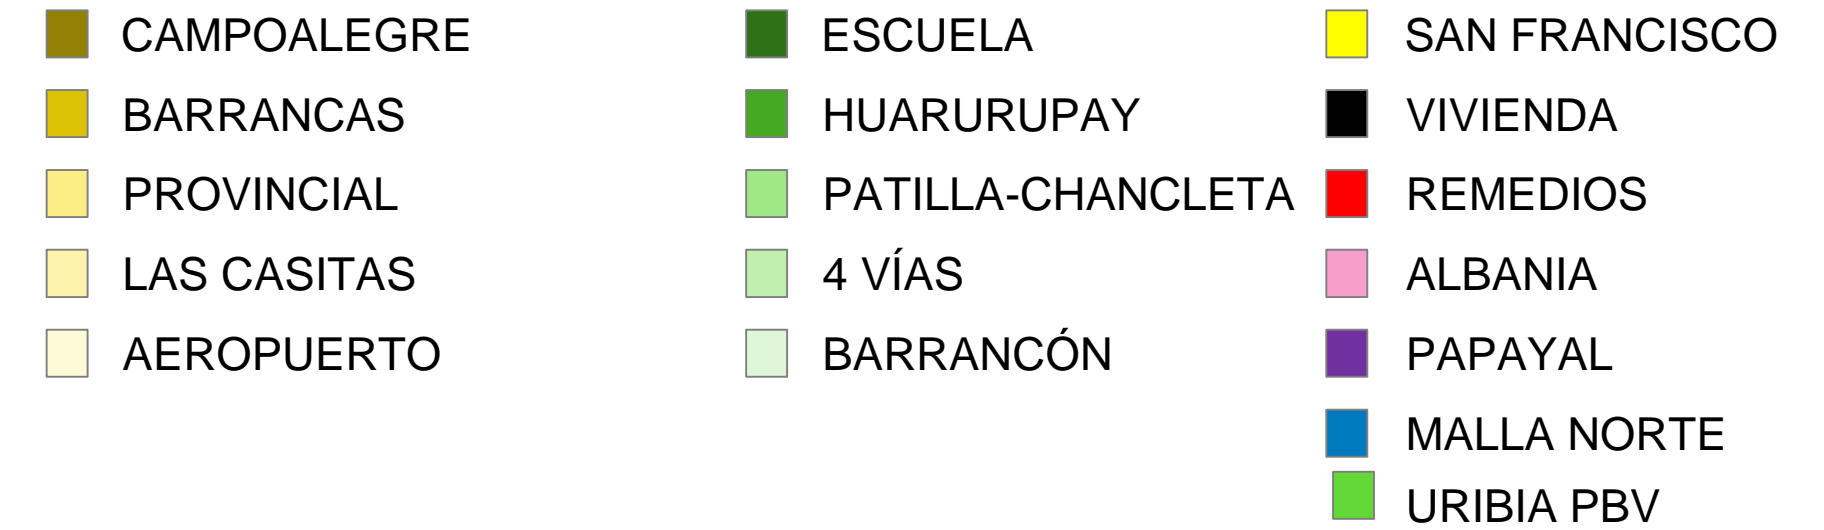 CAMPOALEGRE
BARRANCAS
PROVINCIAL
LAS CASITAS
AEROPUERTO
ESCUELA
HUARURUPAY
PATILLA-CHANCLETA
4 VÍAS
BARRANCÓN
SAN FRANCISCO
VIVIENDA
REMEDIOS
ALBANIA
PAPAYAL
MALLA NORTE
URIBIA PBV